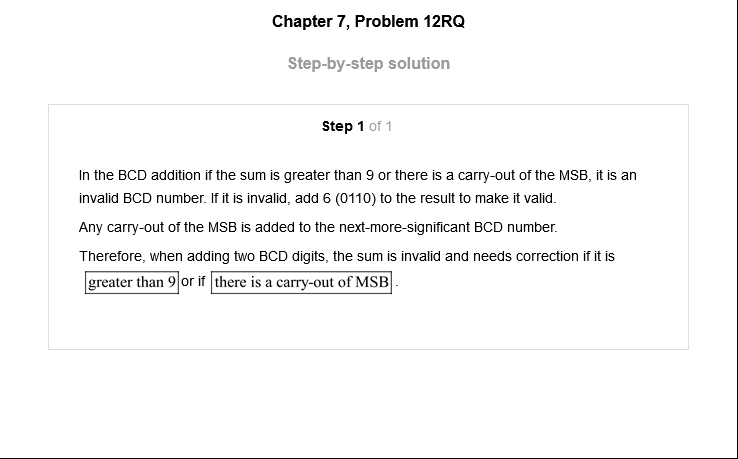 Chapter 7, Problem 12RQ
Step-by-step solution
Step 1 of 1
In the BCD addition if the sum is greater than 9 or there is a carry-out of the MSB, it is an
invalid BCD number. If it is invalid, add 6 (0110) to the result to make it valid.
Any carry-out of the MSB is added to the next-more-significant BCD number.
Therefore, when adding two BCD digits, the sum is invalid and needs correction if it is
greater than 9 or if there is a carry-out of MSB.